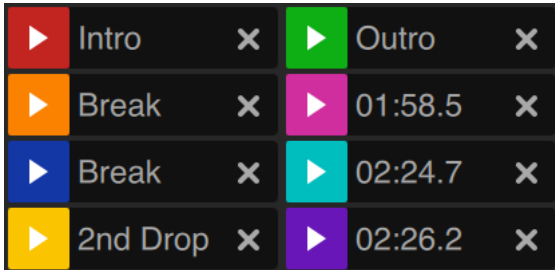 Intro
Break
Break
2nd Drop
Outro
01:58.5
02:24.7
02:26.2